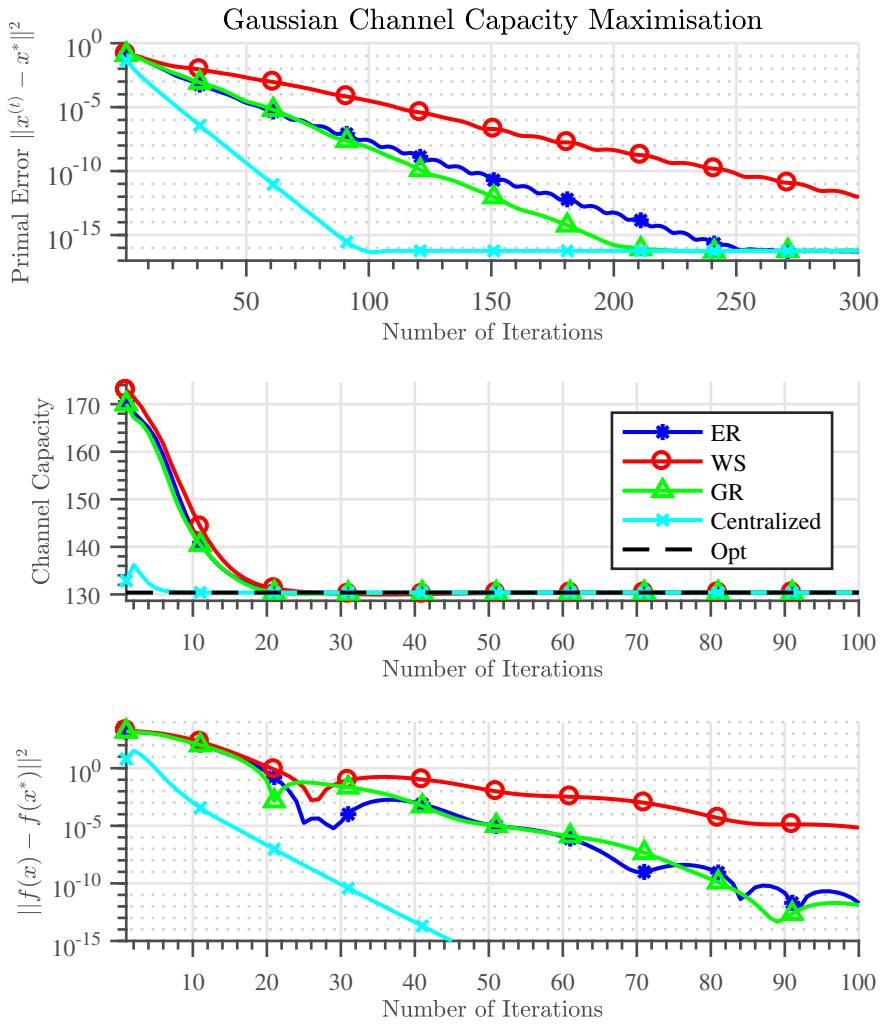 Gaussian Channel Capacity Maximisation
Primal Error ||x^(t) − x*||^2
10^0
10^-5
10^-10
10^-15
50 100 150 200 250 300
Number of Iterations
Channel Capacity
170
160
150
140
130
ER
WS
GR
Centralized
Opt
10 20 30 40 50 60 70 80 90 100
Number of Iterations
||f(x) − f(x*)||^2
10^0
10^-5
10^-10
10^-15
10 20 30 40 50 60 70 80 90 100
Number of Iterations